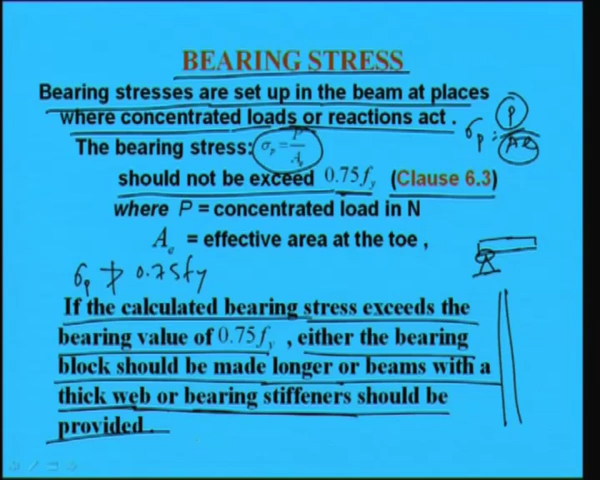 BEARING STRESS
Bearing stresses are set up in the beam at places
where concentrated loads or reactions act .
The bearing stress: σp = P/Ae
should not be exceed 0.75fy (Clause 6.3)
where P = concentrated load in N
Ae = effective area at the toe ,
σp ≯ 0.75fy
If the calculated bearing stress exceeds the
bearing value of 0.75fy , either the bearing
block should be made longer or beams with a
thick web or bearing stiffeners should be
provided .
σp : P